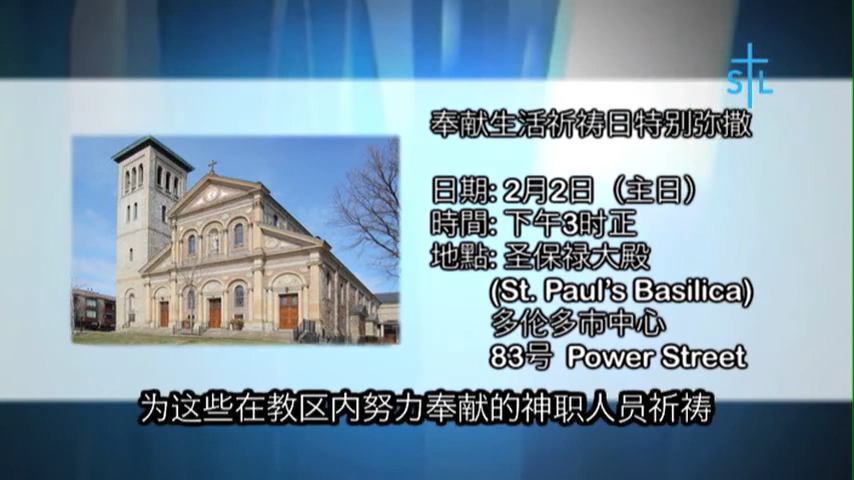 S L
奉献生活祈祷日特别弥撒
日期: 2月2日（主日）
時間: 下午3时正
地點: 圣保禄大殿
(St. Paul's Basilica)
多伦多市中心
83号 Power Street
为这些在教区内努力奉献的神职人员祈祷